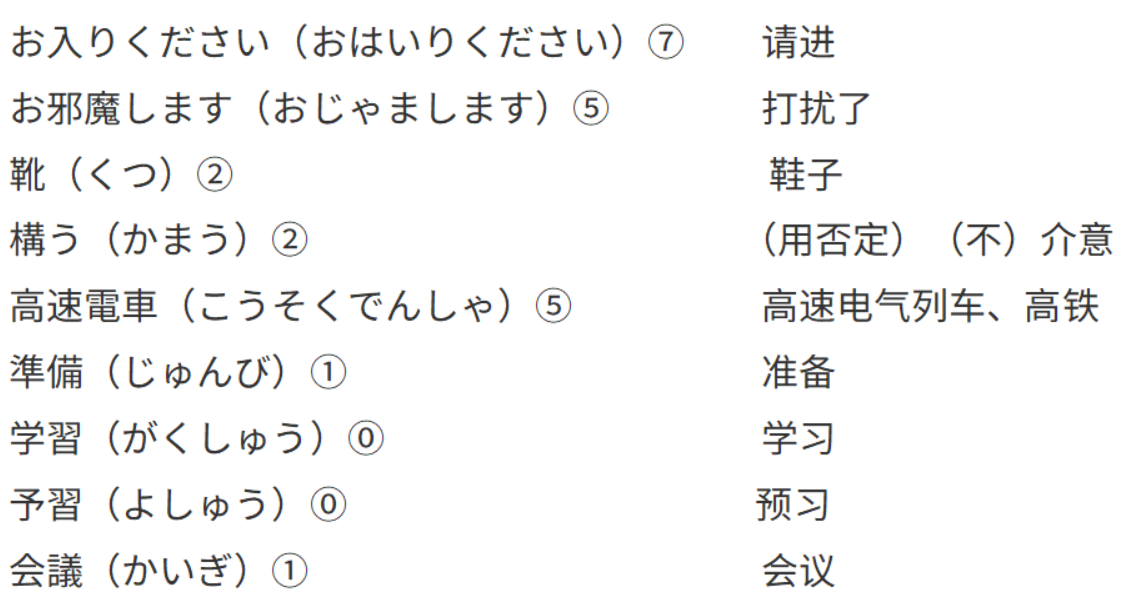 お入りください（おはいりください）⑦ 请进
お邪魔します（おじゃまします）⑤ 打扰了
靴（くつ）② 鞋子
構う（かまう）② （用否定）（不）介意
高速電車（こうそくでんしゃ）⑤ 高速电气列车、高铁
準備（じゅんび）① 准备
学習（がくしゅう）⓪ 学习
予習（よしゅう）⓪ 预习
会議（かいぎ）① 会议